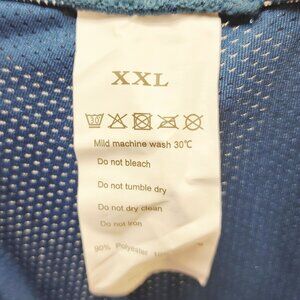 XXL
30
Mild machine wash 30℃
Do not bleach
Do not tumble dry
Do not dry clean
Do not iron
90% Polyester